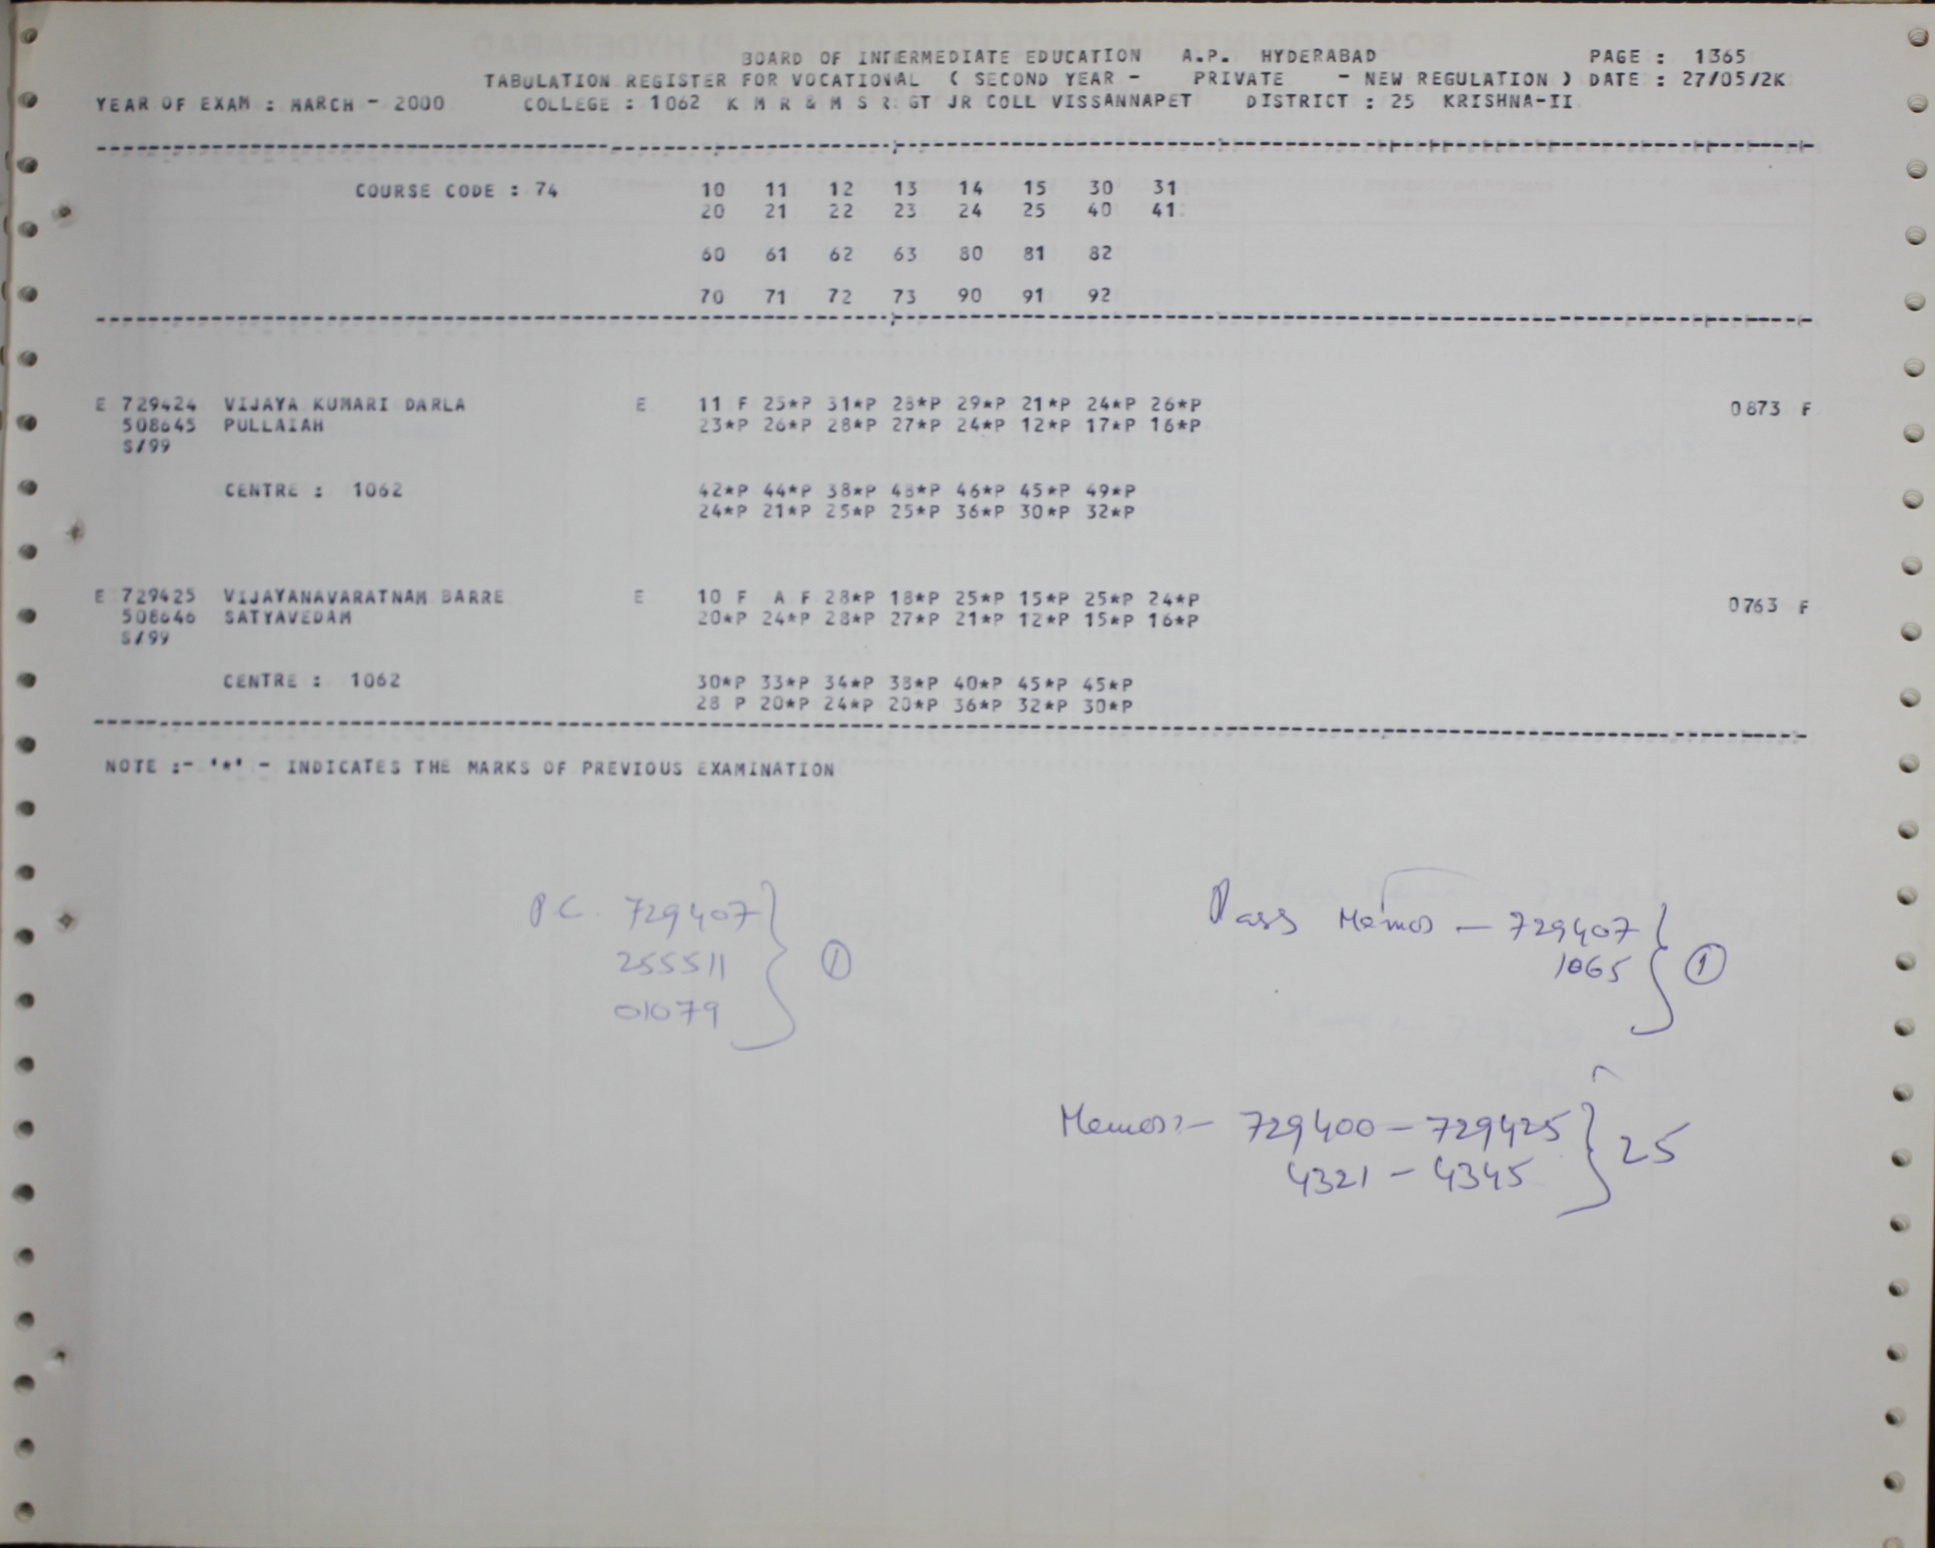 BOARD OF INTERMEDIATE EDUCATION A.P. HYDERABAD PAGE : 1365
TABULATION REGISTER FOR VOCATIONAL ( SECOND YEAR - PRIVATE - NEW REGULATION ) DATE : 27/05/2K
YEAR OF EXAM : MARCH - 2000 COLLEGE : 1062 K M R & M S R GT JR COLL VISSANNAPET DISTRICT : 25 KRISHNA-II
COURSE CODE : 74 10 11 12 13 14 15 30 31
20 21 22 23 24 25 40 41
60 61 62 63 80 81 82
70 71 72 73 90 91 92
E 729424 VIJAYA KUMARI DARLA E 11 F 25*P 31*P 28*P 29*P 21*P 24*P 26*P 0873 F
508645 PULLAIAH 23*P 26*P 28*P 27*P 24*P 12*P 17*P 16*P
S/99
CENTRE : 1062 42*P 44*P 38*P 48*P 46*P 45*P 49*P
24*P 21*P 25*P 25*P 36*P 30*P 32*P
E 729425 VIJAYANAVARATNAM BARRE E 10 F A F 28*P 18*P 25*P 15*P 25*P 24*P 0763 F
508646 SATYAVEDAM 20*P 24*P 28*P 27*P 21*P 12*P 15*P 16*P
S/99
CENTRE : 1062 30*P 33*P 34*P 38*P 40*P 45*P 45*P
28 P 20*P 24*P 20*P 36*P 32*P 30*P
NOTE :- '*' - INDICATES THE MARKS OF PREVIOUS EXAMINATION
P.C. 729407
255511 1
01079
Pass Memos - 729407
1065 1
Memos:- 729400 - 729425
4321 - 4345 25